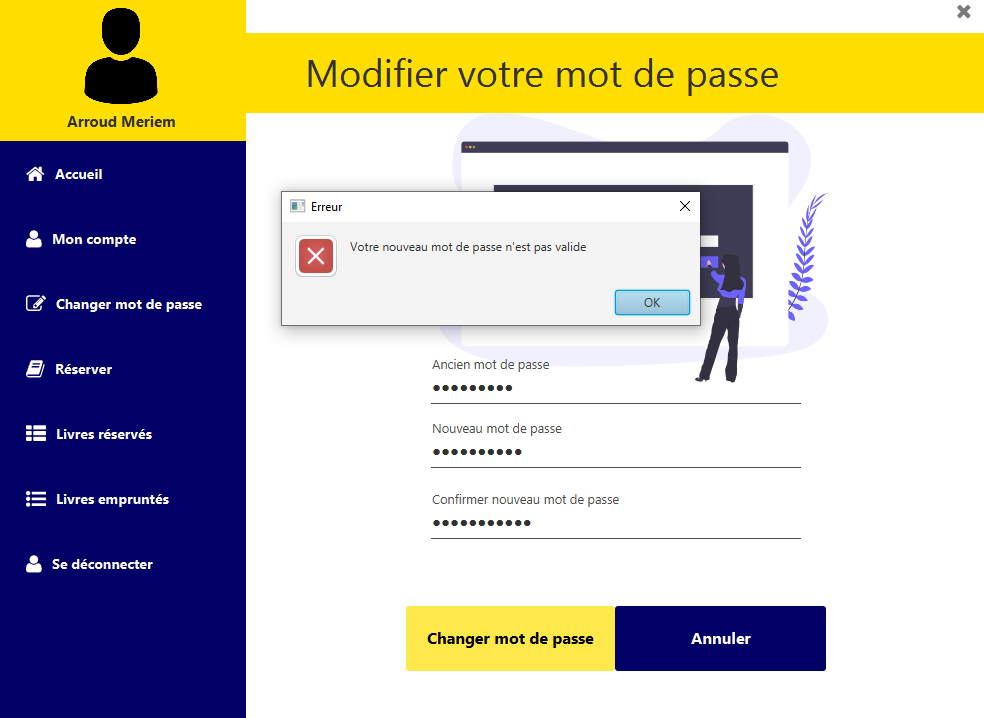 Modifier votre mot de passe
Arroud Meriem
Accueil
Mon compte
Changer mot de passe
Réserver
Livres réservés
Livres empruntés
Se déconnecter
Erreur
Votre nouveau mot de passe n'est pas valide
OK
Ancien mot de passe
●●●●●●●●●
Nouveau mot de passe
●●●●●●●●●●
Confirmer nouveau mot de passe
●●●●●●●●●●●
Changer mot de passe
Annuler